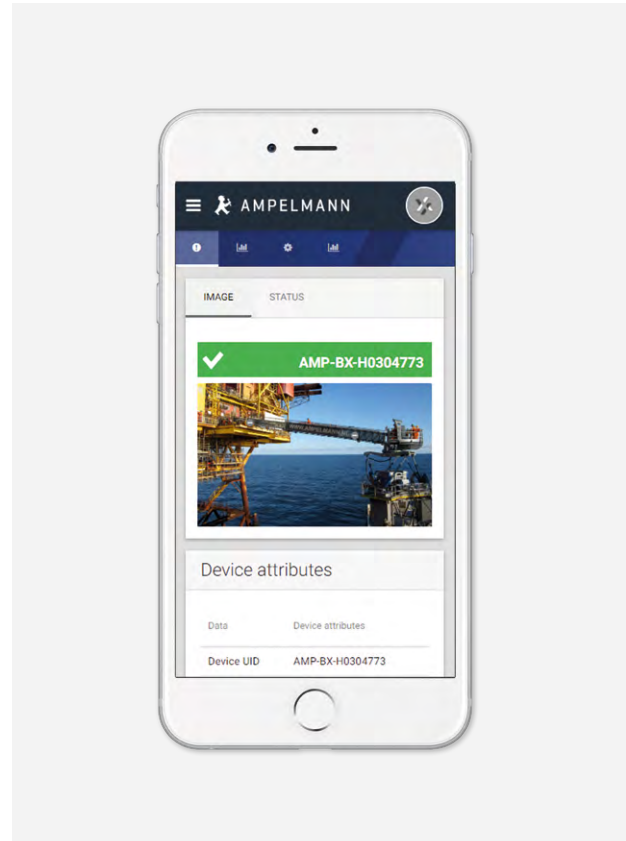 AMPELMANN
IMAGE STATUS
AMP-BX-H0304773
Device attributes
Data Device attributes
Device UID AMP-BX-H0304773